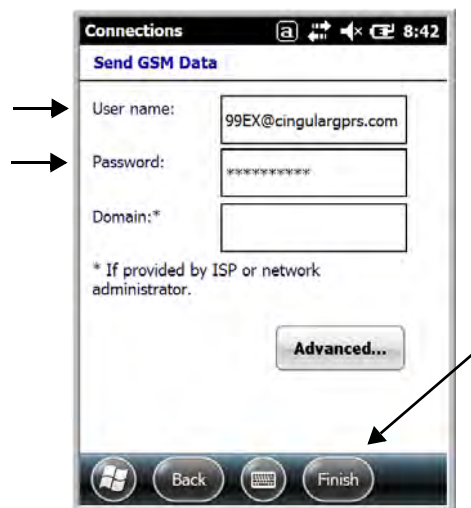 Connections
a
8:42
Send GSM Data
User name:
99EX@cingulargprs.com
Password:
**********
Domain:*
* If provided by ISP or network
administrator.
Advanced...
Back
Finish